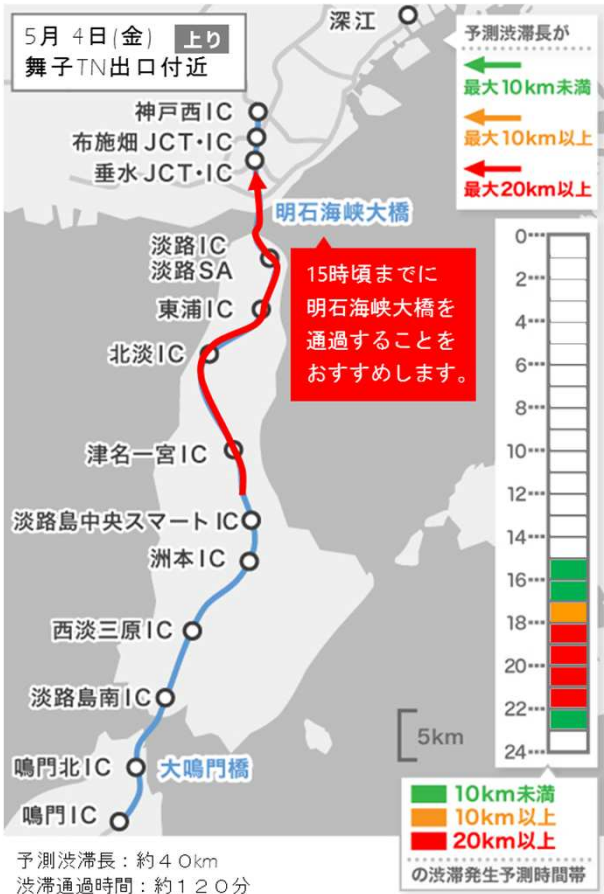 5月 4日(金) 上り
舞子TN出口付近
深江
神戸西IC
布施畑 JCT・IC
垂水JCT・IC
明石海峡大橋
淡路IC
淡路SA
東浦IC
北淡IC
津名一宮IC
淡路島中央スマートIC
洲本IC
西淡三原IC
淡路島南IC
鳴門北IC
大鳴門橋
鳴門IC
15時頃までに
明石海峡大橋を
通過することを
おすすめします。
予測渋滞長が
最大10km未満
最大10km以上
最大20km以上
0
2
4
6
8
10
12
14
16
18
20
22
24
5km
10km未満
10km以上
20km以上
の渋滞発生予測時間帯
予測渋滞長：約40km
渋滞通過時間：約120分